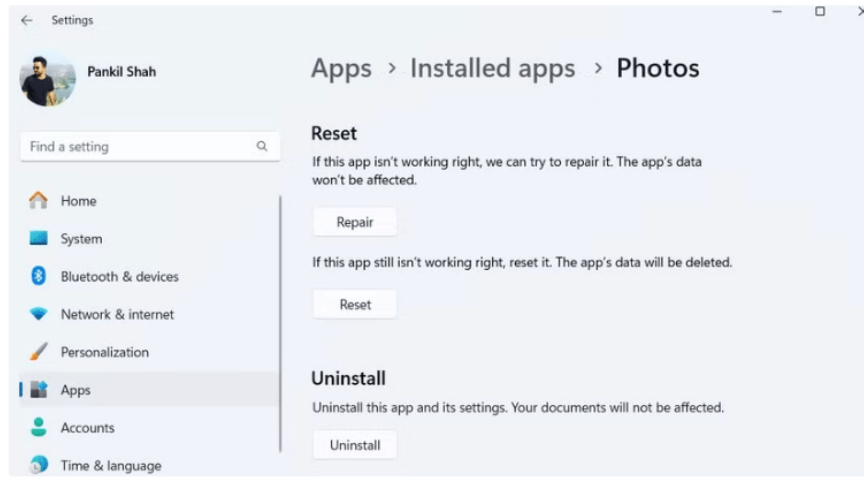 Settings
Pankil Shah
Find a setting
Home
System
Bluetooth & devices
Network & internet
Personalization
Apps
Accounts
Time & language
Apps > Installed apps > Photos
Reset
If this app isn't working right, we can try to repair it. The app's data
won't be affected.
Repair
If this app still isn't working right, reset it. The app's data will be deleted.
Reset
Uninstall
Uninstall this app and its settings. Your documents will not be affected.
Uninstall